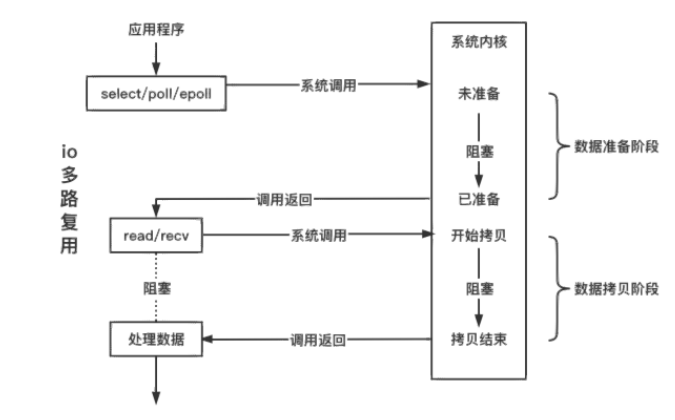 应用程序
系统内核
select/poll/epoll
系统调用
未准备
io多路复用
阻塞
数据准备阶段
调用返回
已准备
read/recv
系统调用
开始拷贝
阻塞
阻塞
数据拷贝阶段
处理数据
调用返回
拷贝结束